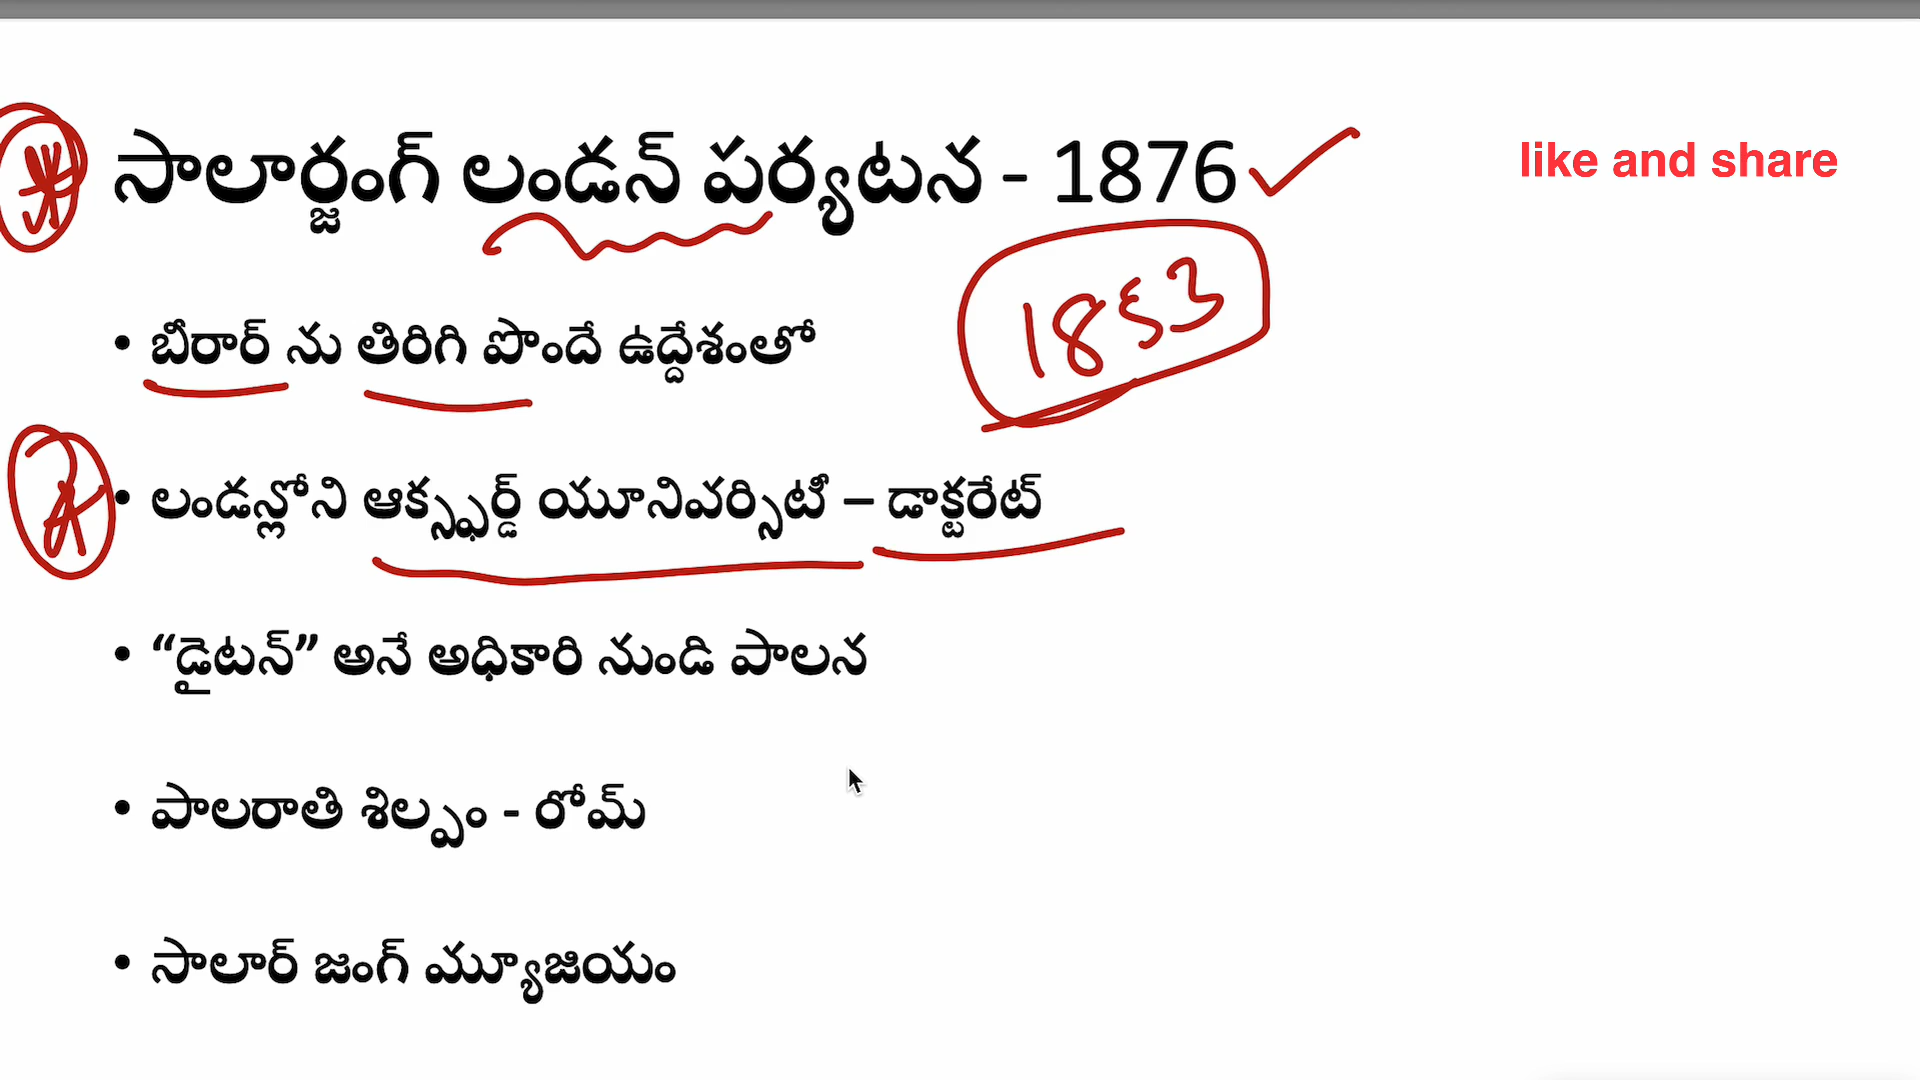 సాలార్జంగ్ లండన్ పర్యటన - 1876
like and share
1853
• బీరార్ ను తిరిగి పొందే ఉద్దేశంతో
• లండన్లోని ఆక్స్ఫర్డ్ యూనివర్సిటీ – డాక్టరేట్
• “డైటన్” అనే అధికారి నుండి పాలన
• పాలరాతి శిల్పం - రోమ్
• సాలార్ జంగ్ మ్యూజియం